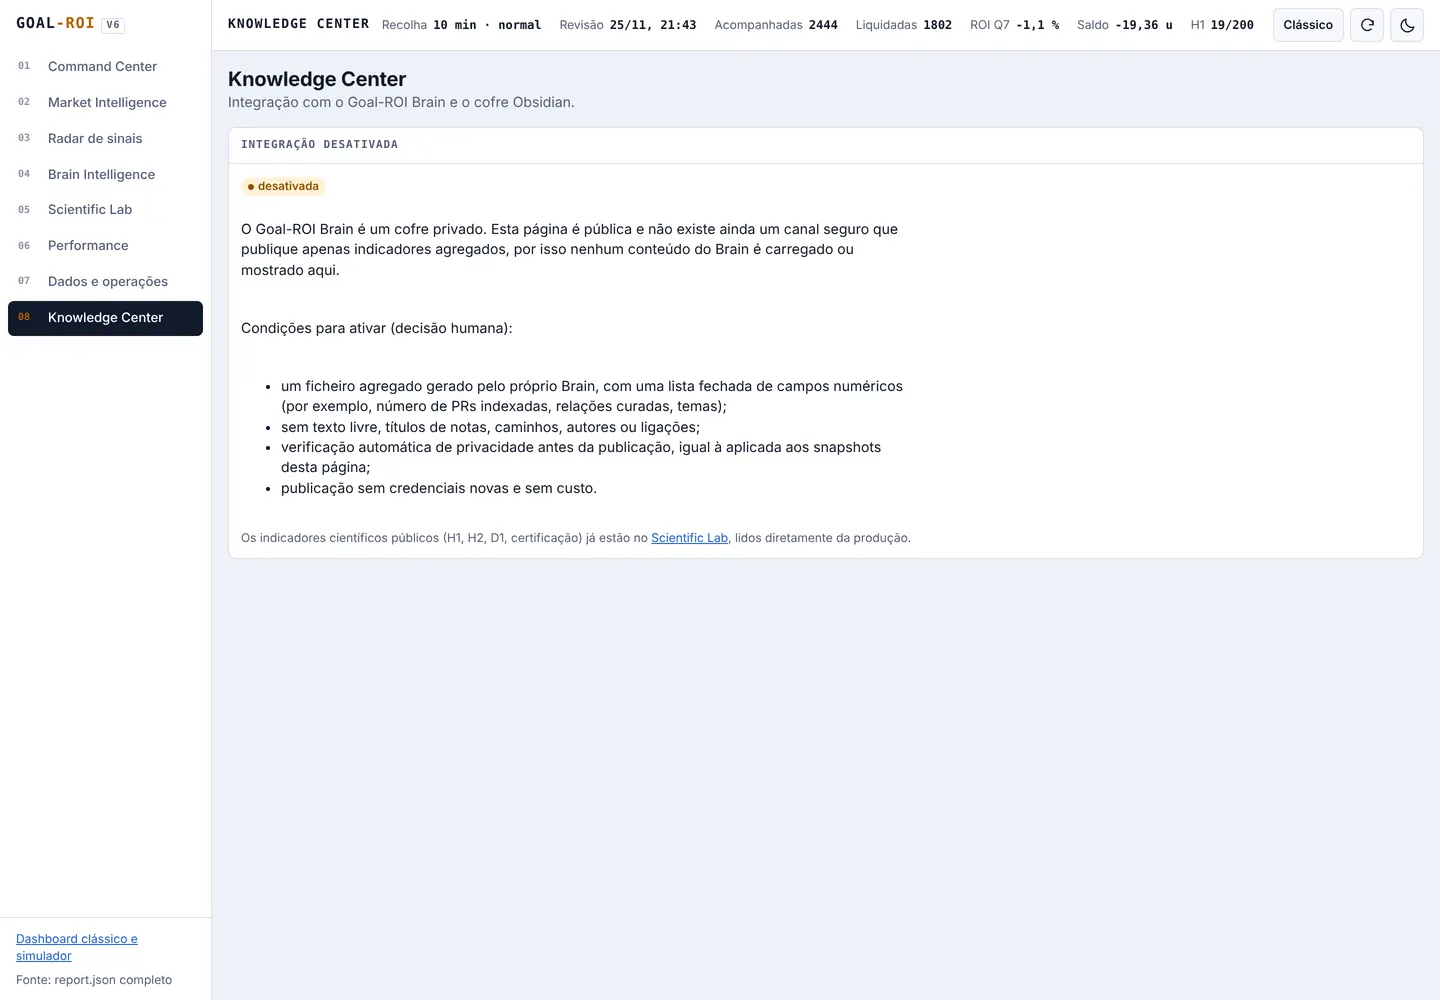 GOAL-ROI V6
01 Command Center
02 Market Intelligence
03 Radar de sinais
04 Brain Intelligence
05 Scientific Lab
06 Performance
07 Dados e operações
08 Knowledge Center
Dashboard clássico e
simulador
Fonte: report.json completo
KNOWLEDGE CENTER Recolha 10 min · normal Revisão 25/11, 21:43 Acompanhadas 2444 Liquidadas 1802 ROI Q7 -1,1 % Saldo -19,36 u H1 19/200 Clássico
Knowledge Center
Integração com o Goal-ROI Brain e o cofre Obsidian.
INTEGRAÇÃO DESATIVADA
desativada
O Goal-ROI Brain é um cofre privado. Esta página é pública e não existe ainda um canal seguro que
publique apenas indicadores agregados, por isso nenhum conteúdo do Brain é carregado ou
mostrado aqui.
Condições para ativar (decisão humana):
• um ficheiro agregado gerado pelo próprio Brain, com uma lista fechada de campos numéricos
(por exemplo, número de PRs indexadas, relações curadas, temas);
• sem texto livre, títulos de notas, caminhos, autores ou ligações;
• verificação automática de privacidade antes da publicação, igual à aplicada aos snapshots
desta página;
• publicação sem credenciais novas e sem custo.
Os indicadores científicos públicos (H1, H2, D1, certificação) já estão no Scientific Lab, lidos diretamente da produção.